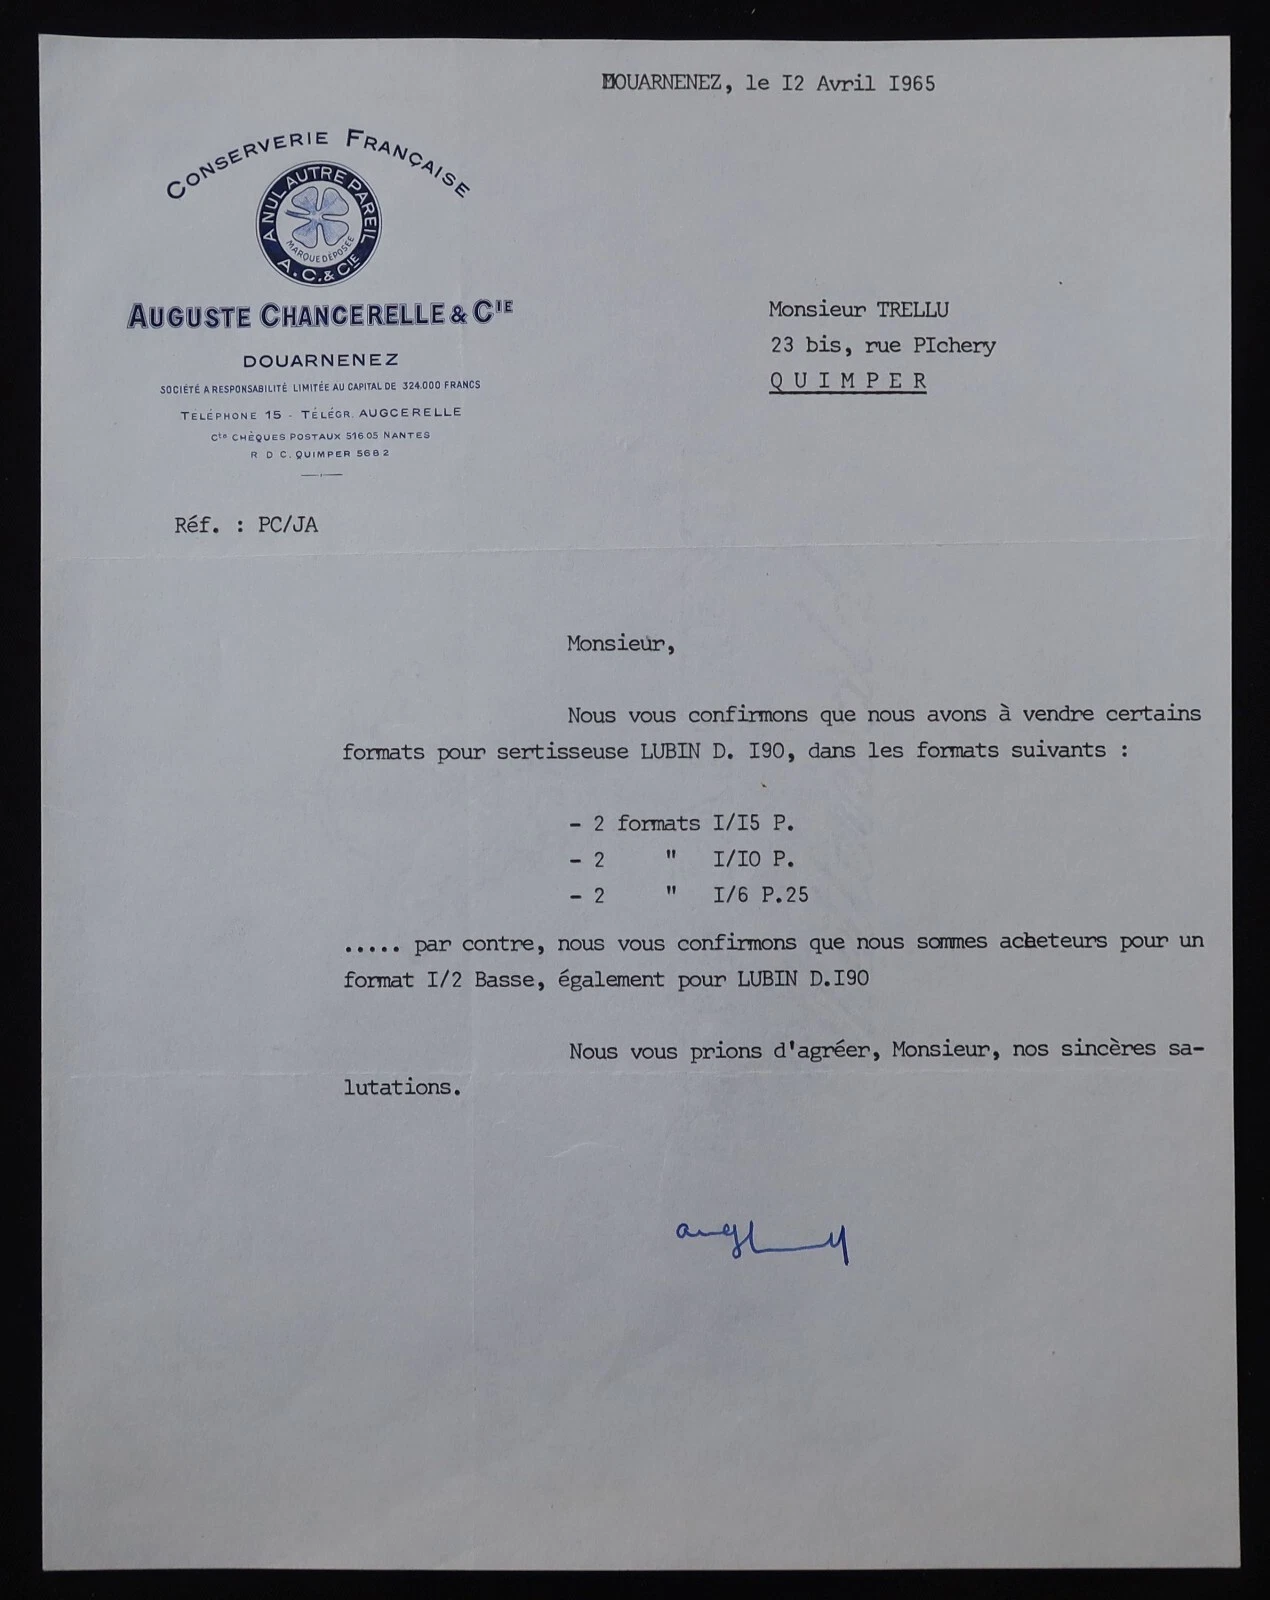 DOUARNENEZ, le I2 Avril I965
CONSERVERIE FRANÇAISE
A NUL AUTRE PAREIL
MARQUE DÉPOSÉE
A.C.& CIE
AUGUSTE CHANCERELLE & CIE
DOUARNENEZ
SOCIÉTÉ A RESPONSABILITÉ LIMITÉE AU CAPITAL DE 324.000 FRANCS
TÉLÉPHONE 15 - TÉLÉGR. AUGCERELLE
Cte CHÈQUES POSTAUX 516.05 NANTES
R D C. QUIMPER 5682
Monsieur TRELLU
23 bis, rue PIchery
Q U I M P E R
Réf. : PC/JA
Monsieur,
Nous vous confirmons que nous avons à vendre certains
formats pour sertisseuse LUBIN D. I90, dans les formats suivants :
- 2 formats I/I5 P.
- 2 " I/IO P.
- 2 " I/6 P.25
..... par contre, nous vous confirmons que nous sommes acheteurs pour un
format I/2 Basse, également pour LUBIN D.I90
Nous vous prions d'agréer, Monsieur, nos sincères sa-
lutations.